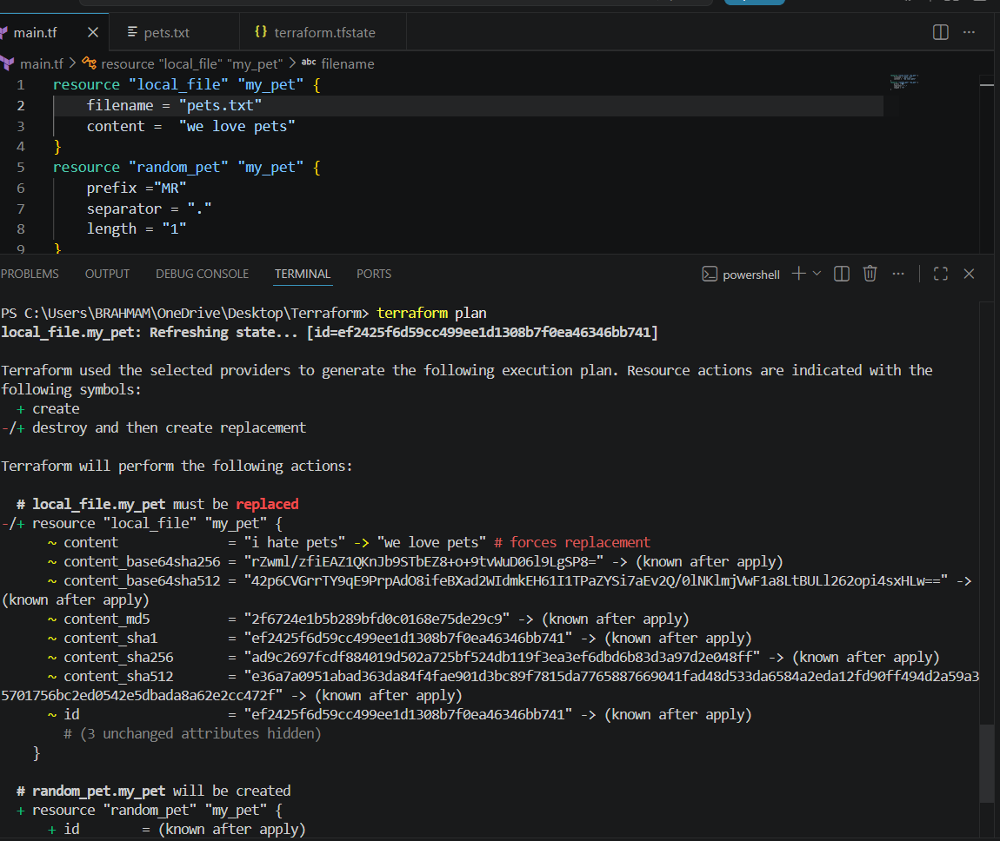 main.tf pets.txt {} terraform.tfstate ...
main.tf > resource "local_file" "my_pet" > abc filename
1 resource "local_file" "my_pet" {
2 filename = "pets.txt"
3 content =  "we love pets"
4 }
5 resource "random_pet" "my_pet" {
6 prefix ="MR"
7 separator = "."
8 length = "1"
9 }
PROBLEMS OUTPUT DEBUG CONSOLE TERMINAL PORTS powershell ...
PS C:\Users\BRAHMAM\OneDrive\Desktop\Terraform> terraform plan
local_file.my_pet: Refreshing state... [id=ef2425f6d59cc499ee1d1308b7f0ea46346bb741]
Terraform used the selected providers to generate the following execution plan. Resource actions are indicated with the
following symbols:
+ create
-/+ destroy and then create replacement
Terraform will perform the following actions:
# local_file.my_pet must be replaced
-/+ resource "local_file" "my_pet" {
~ content = "i hate pets" -> "we love pets" # forces replacement
~ content_base64sha256 = "rZwml/zfiEAZ1QKnJb9STbEZ8+o+9tvWuD06l9LgSP8=" -> (known after apply)
~ content_base64sha512 = "42p6CVGrrTY9qE9PrpAdO8ifeBXad2WIdmkEH61I1TPaZYSi7aEv2Q/0lNKlmjVwF1a8LtBULl262opi4sxHLw==" ->
(known after apply)
~ content_md5 = "2f6724e1b5b289bfd0c0168e75de29c9" -> (known after apply)
~ content_sha1 = "ef2425f6d59cc499ee1d1308b7f0ea46346bb741" -> (known after apply)
~ content_sha256 = "ad9c2697fcdf884019d502a725bf524db119f3ea3ef6dbd6b83d3a97d2e048ff" -> (known after apply)
~ content_sha512 = "e36a7a0951abad363da84f4fae901d3bc89f7815da7765887669041fad48d533da6584a2eda12fd90ff494d2a59a3
5701756bc2ed0542e5dbada8a62e2cc472f" -> (known after apply)
~ id = "ef2425f6d59cc499ee1d1308b7f0ea46346bb741" -> (known after apply)
# (3 unchanged attributes hidden)
}
# random_pet.my_pet will be created
+ resource "random_pet" "my_pet" {
+ id = (known after apply)